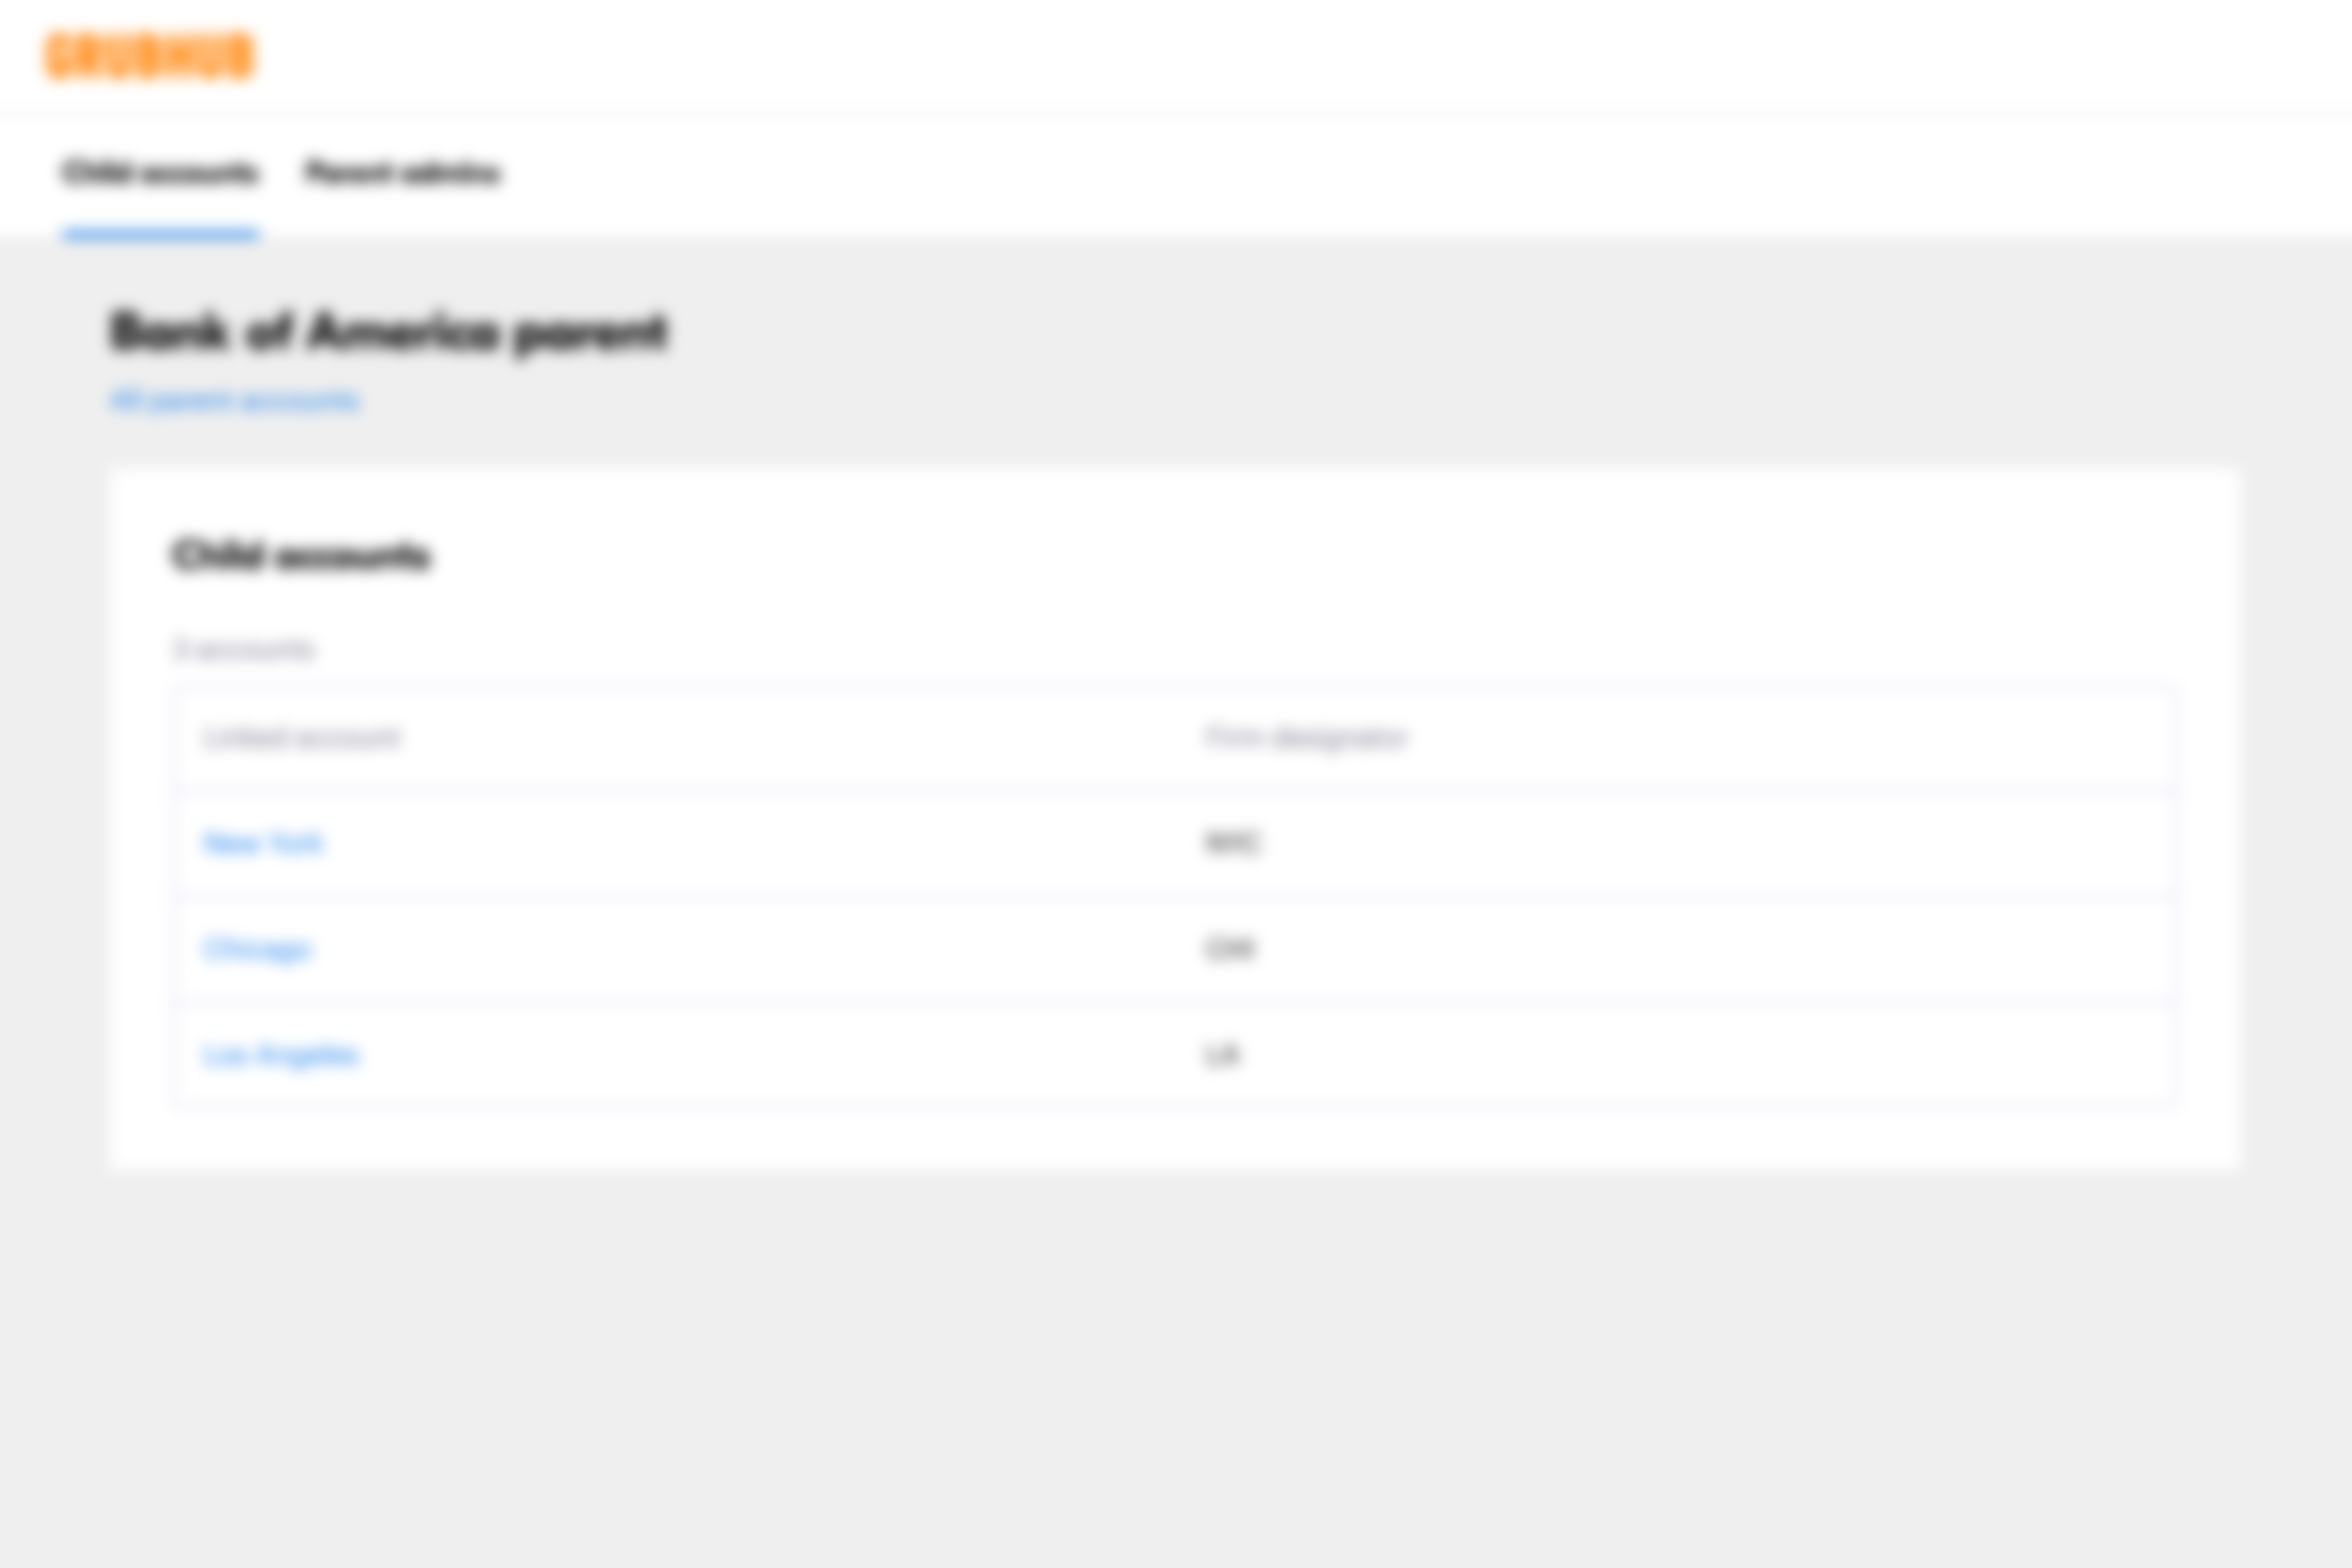 GRUBHUB
Child accounts Parent admins
Bank of America parent
All parent accounts
Child accounts
3 accounts
Linked account Firm designator
New York NYC
Chicago CHI
Los Angeles LA